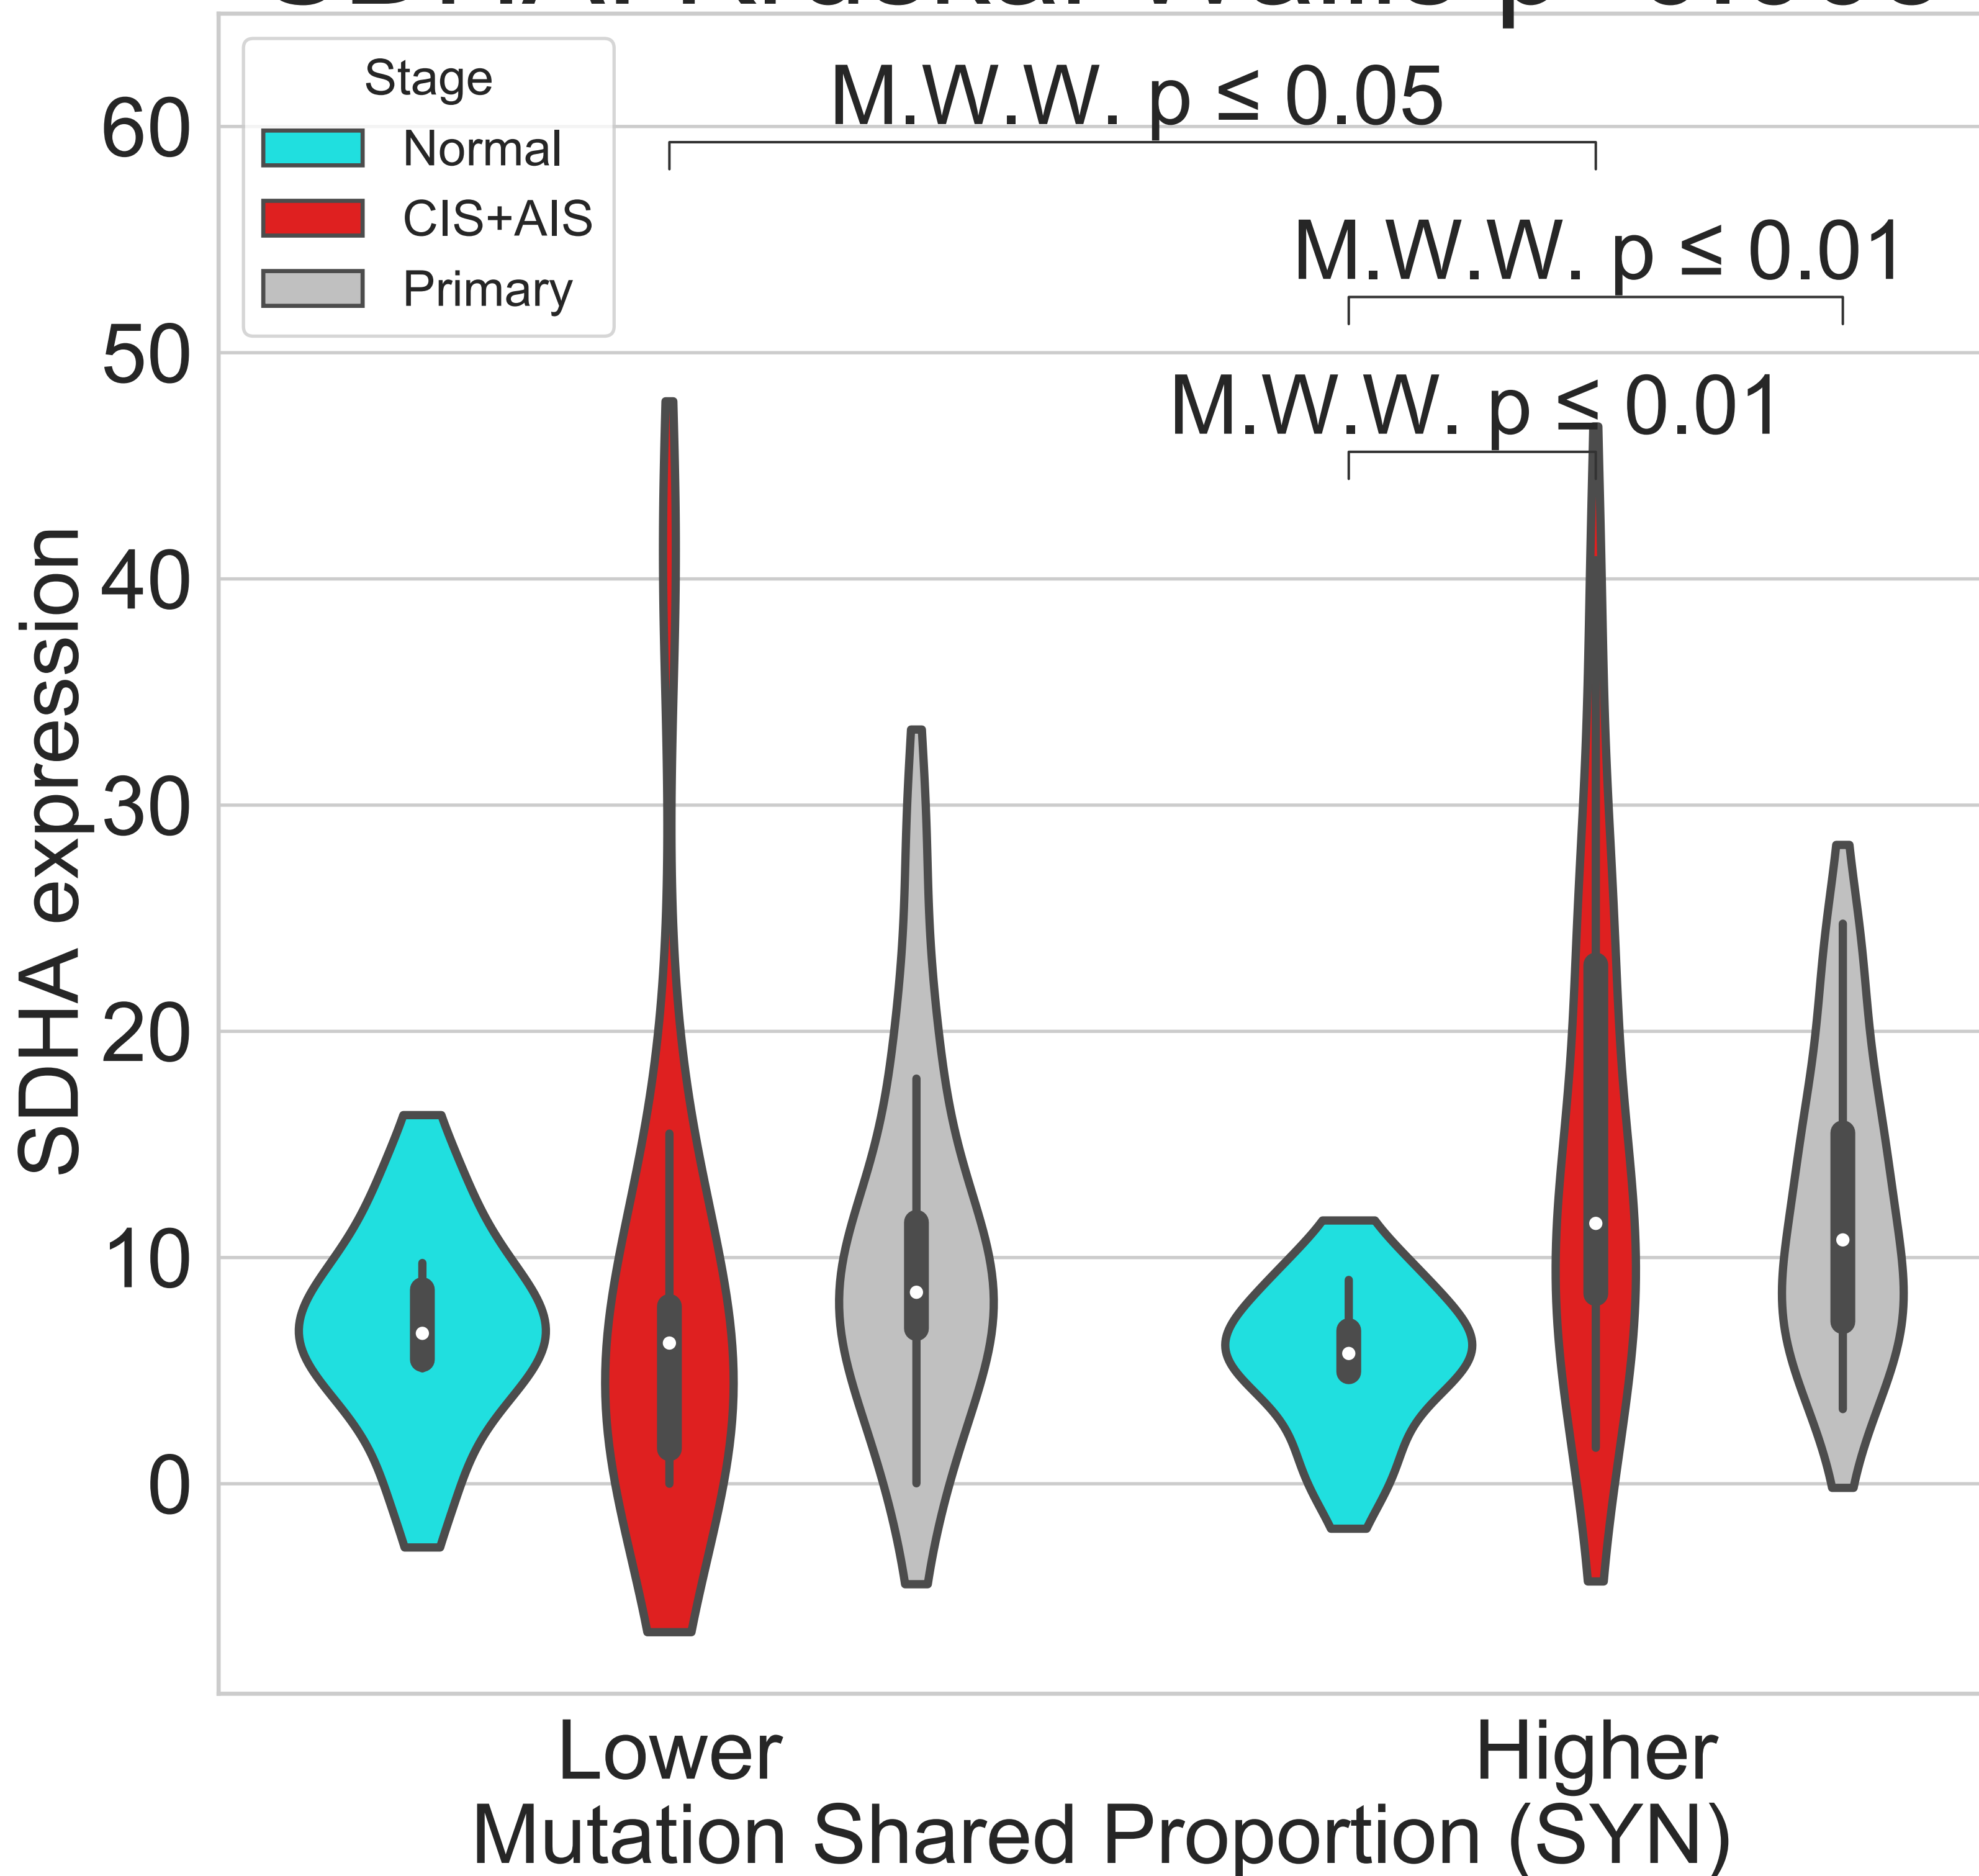 Stage
Normal
CIS+AIS
Primary
M.W.W. p ≤ 0.05
M.W.W. p ≤ 0.01
M.W.W. p ≤ 0.01
60
50
40
30
20
10
0
SDHA expression
Lower
Higher
Mutation Shared Proportion (SYN)